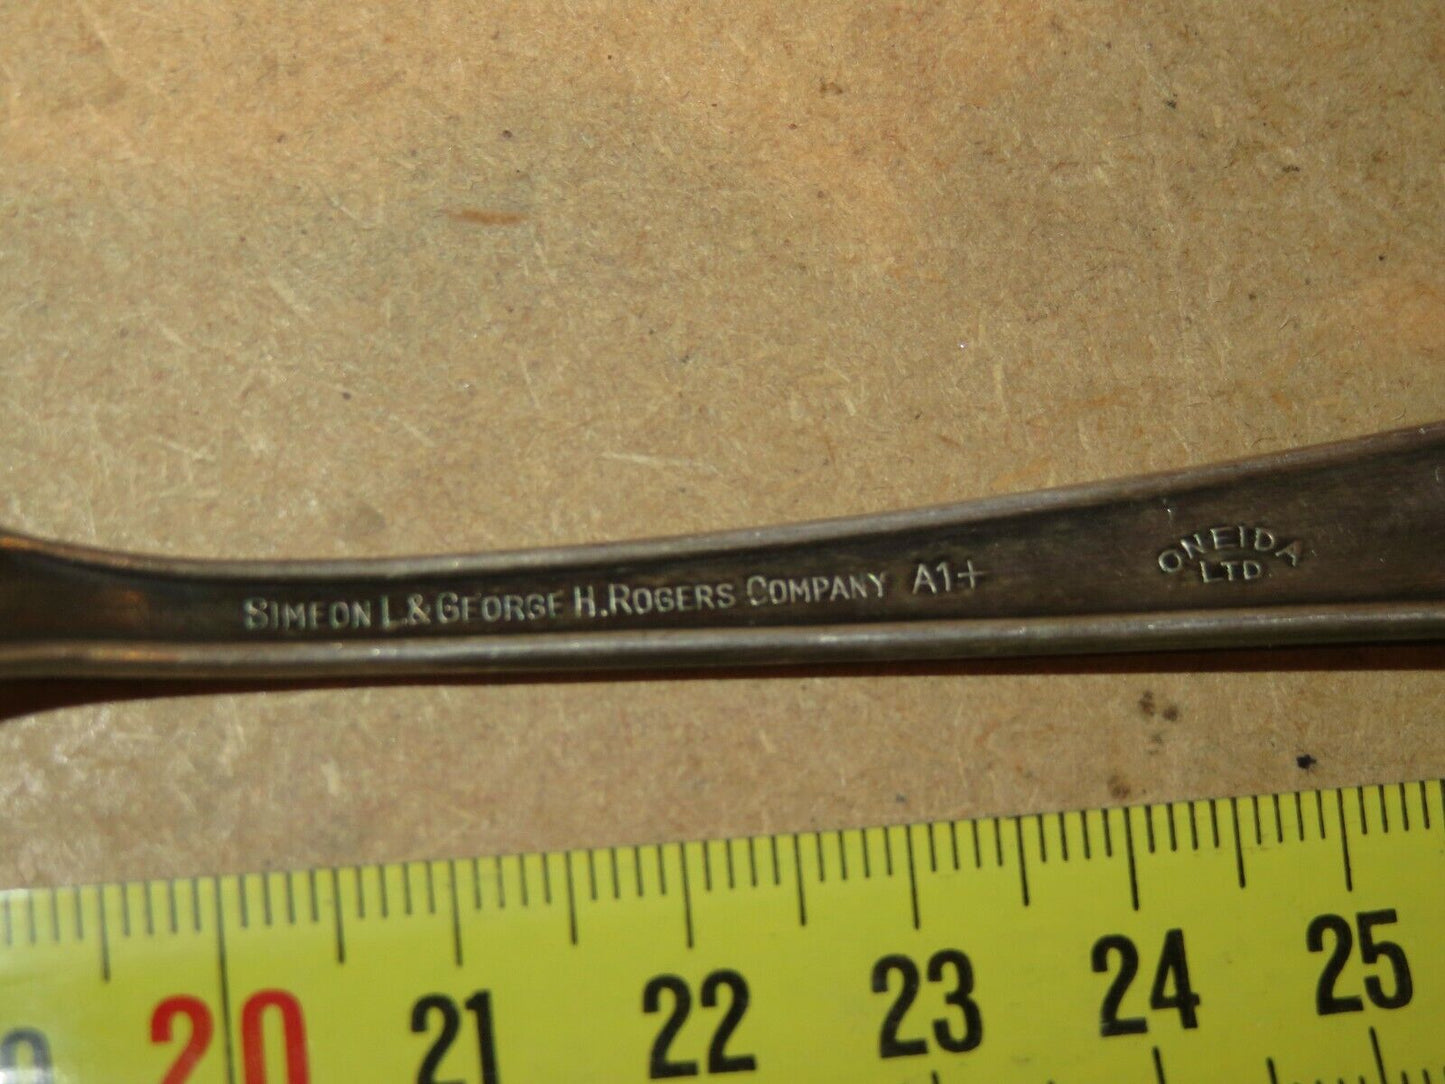 SIMEON L. & GEORGE H. ROGERS COMPANY A1+
ONEIDA
LTD.
20 21 22 23 24 25